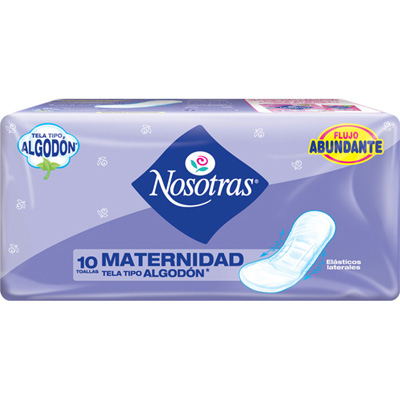 TELA TIPO
ALGODÓN*
FLUJO
ABUNDANTE
Nosotras®
10 TOALLAS
MATERNIDAD
TELA TIPO ALGODÓN*
Elásticos
laterales